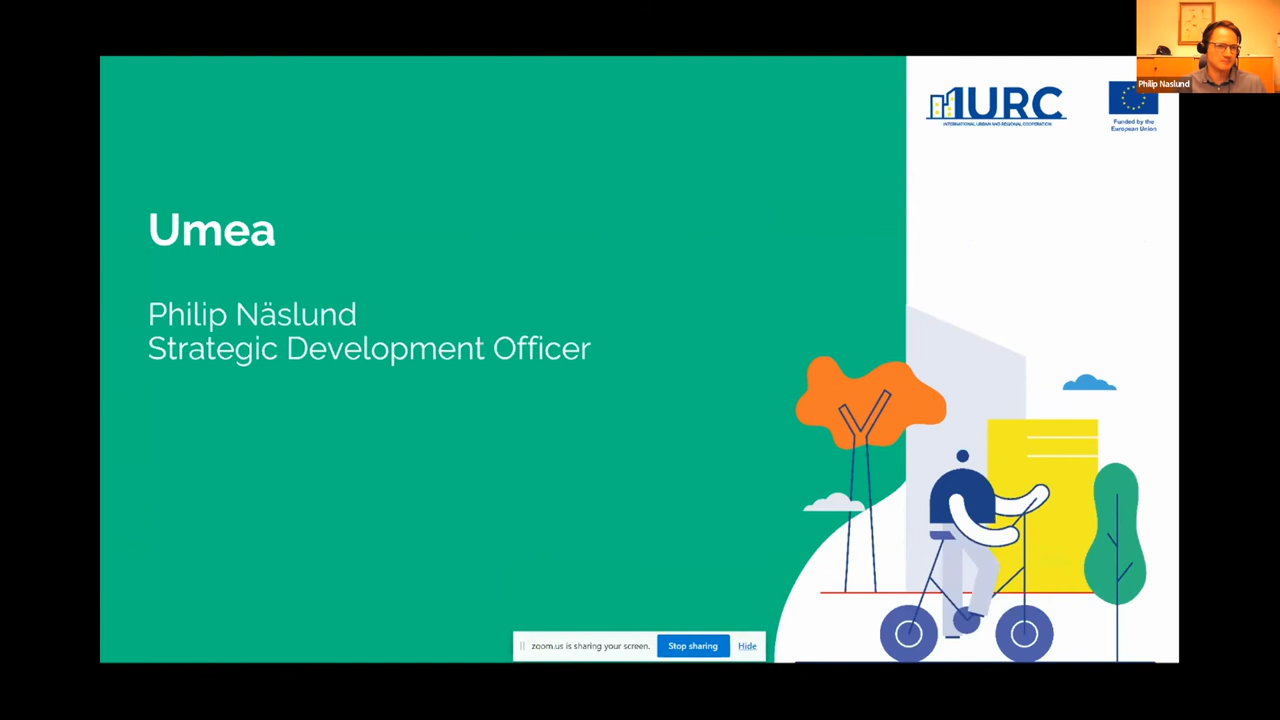 Philip Naslund
IURC
INTERNATIONAL URBAN AND REGIONAL COOPERATION
Funded by the
European Union
Umea
Philip Näslund
Strategic Development Officer
zoom.us is sharing your screen.
Stop sharing
Hide